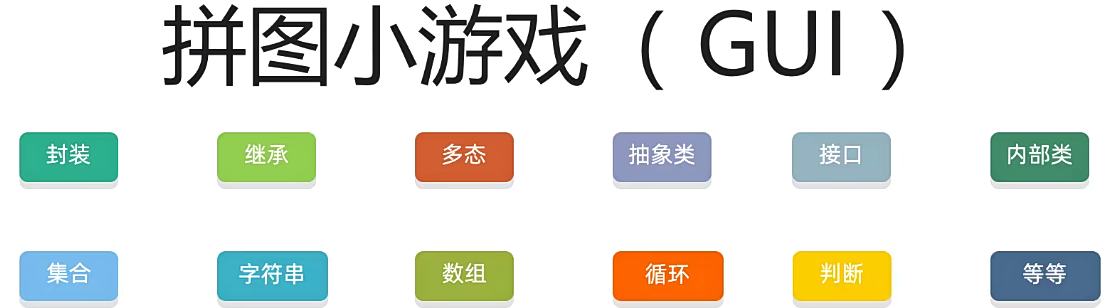 拼图小游戏（GUI）
封装 继承 多态 抽象类 接口 内部类
集合 字符串 数组 循环 判断 等等